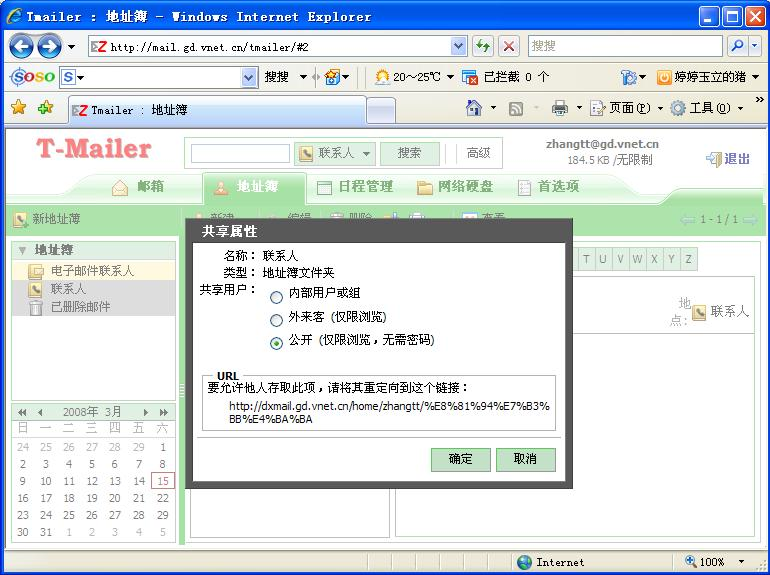 Tmailer : 地址簿 - Windows Internet Explorer
http://mail.gd.vnet.cn/tmailer/#2
搜搜
SOSO S 搜搜 20～25℃ 已拦截 0 个 婷婷玉立的猪
Tmailer : 地址簿 页面(P) 工具(O) »
T-Mailer 联系人 搜索 高级 zhangtt@gd.vnet.cn
184.5 KB /无限制 退出
邮箱 地址簿 日程管理 网络硬盘 首选项
新地址簿 新建 编辑 删除 查看 1 - 1 / 1
地址簿
电子邮件联系人
联系人
已删除邮件
T U V W X Y Z
地点: 联系人
共享属性
名称： 联系人
类型： 地址簿文件夹
共享用户：
内部用户或组
外来客 (仅限浏览)
公开 (仅限浏览，无需密码)
URL
要允许他人存取此项，请将其重定向到这个链接：
http://dxmail.gd.vnet.cn/home/zhangtt/%E8%81%94%E7%B3%
BB%E4%BA%BA
确定 取消
2008年 3月
日 一 二 三 四 五 六
24 25 26 27 28 29 1
2 3 4 5 6 7 8
9 10 11 12 13 14 15
16 17 18 19 20 21 22
23 24 25 26 27 28 29
30 31 1 2 3 4 5
Internet 100%